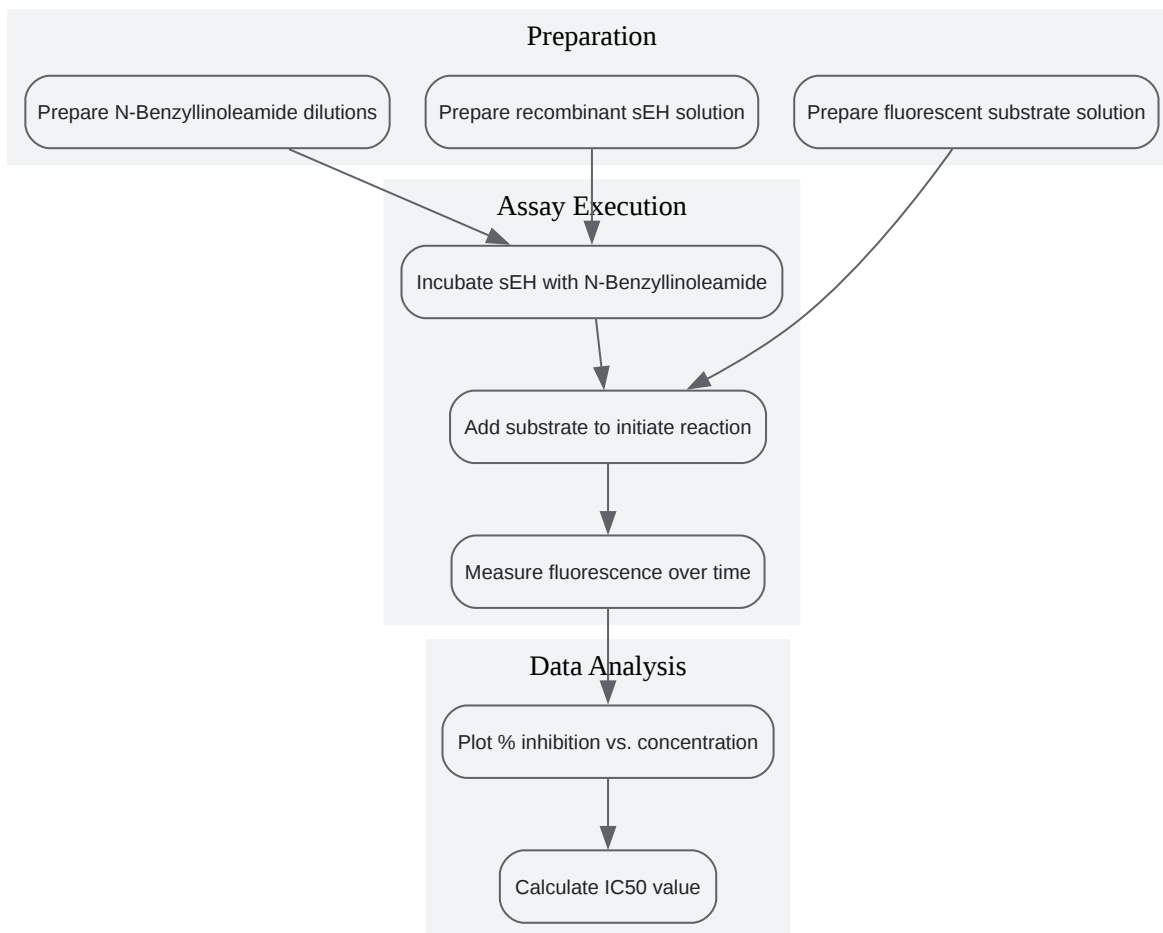 Preparation
Prepare N-Benzyllinoleamide dilutions
Prepare recombinant sEH solution
Prepare fluorescent substrate solution
Assay Execution
Incubate sEH with N-Benzyllinoleamide
Add substrate to initiate reaction
Measure fluorescence over time
Data Analysis
Plot % inhibition vs. concentration
Calculate IC50 value